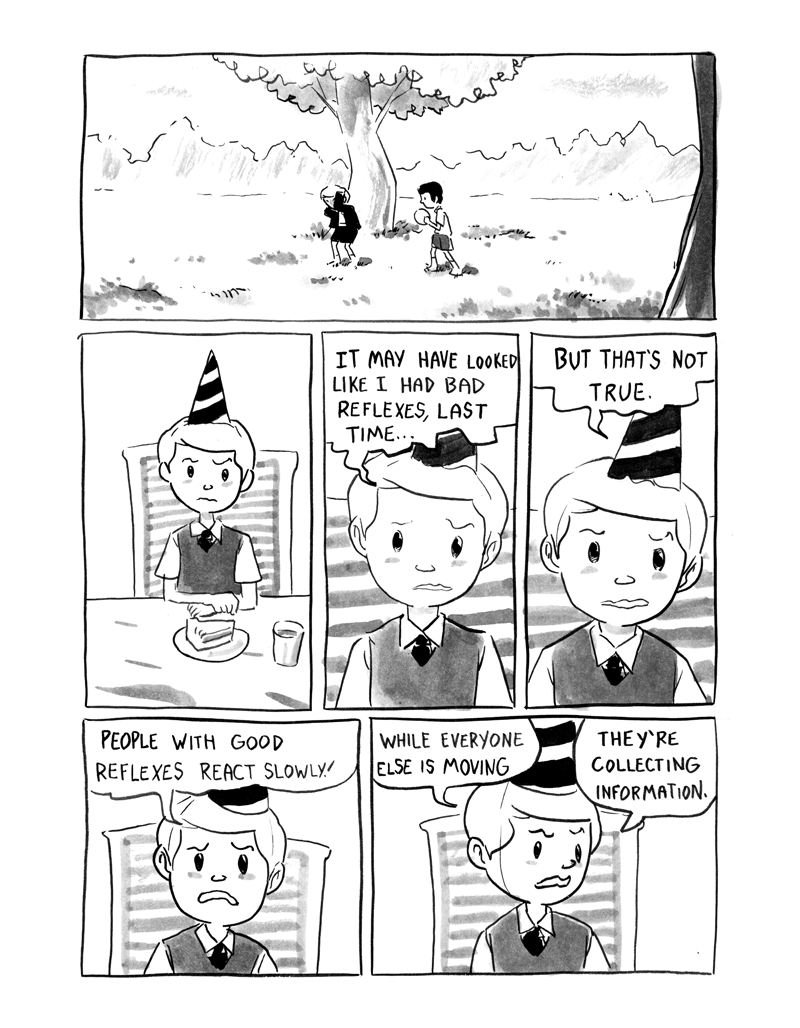 IT MAY HAVE LOOKED
LIKE I HAD BAD
REFLEXES, LAST
TIME...
BUT THAT'S NOT
TRUE.
PEOPLE WITH GOOD
REFLEXES REACT SLOWLY!
WHILE EVERYONE
ELSE IS MOVING
THEY'RE
COLLECTING
INFORMATION.